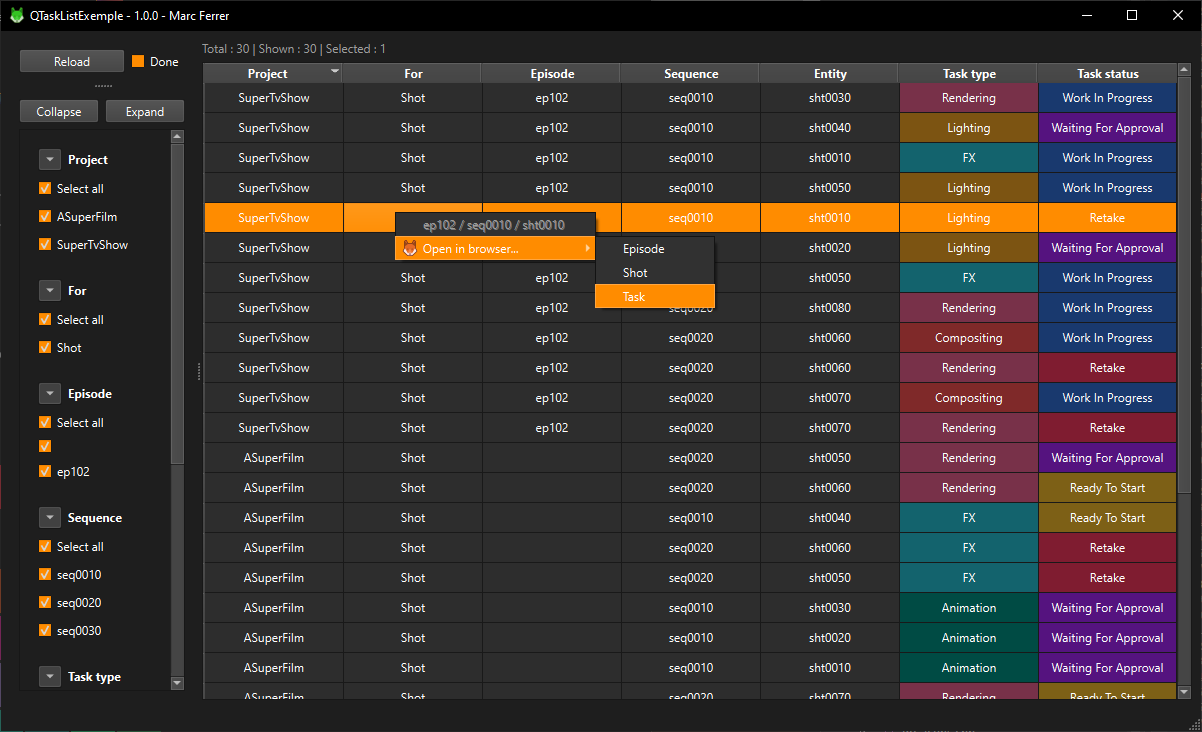 QTaskListExemple - 1.0.0 - Marc Ferrer
Reload
Done
Collapse Expand
Project
Select all
ASuperFilm
SuperTvShow
For
Select all
Shot
Episode
Select all
ep102
Sequence
Select all
seq0010
seq0020
seq0030
Task type
Total : 30 | Shown : 30 | Selected : 1
Project For Episode Sequence Entity Task type Task status
SuperTvShow Shot ep102 seq0010 sht0030 Rendering Work In Progress
SuperTvShow Shot ep102 seq0010 sht0040 Lighting Waiting For Approval
SuperTvShow Shot ep102 seq0010 sht0010 FX Work In Progress
SuperTvShow Shot ep102 seq0010 sht0050 Lighting Work In Progress
SuperTvShow seq0010 sht0010 Lighting Retake
ep102 / seq0010 / sht0010
Open in browser...
Episode
Shot
Task
SuperTvShow sht0020 Lighting Waiting For Approval
SuperTvShow Shot ep102 sht0050 FX Work In Progress
SuperTvShow Shot ep102 seq0020 sht0080 Rendering Work In Progress
SuperTvShow Shot ep102 seq0020 sht0060 Compositing Work In Progress
SuperTvShow Shot ep102 seq0020 sht0060 Rendering Retake
SuperTvShow Shot ep102 seq0020 sht0070 Compositing Work In Progress
SuperTvShow Shot ep102 seq0020 sht0070 Rendering Retake
ASuperFilm Shot seq0020 sht0050 Rendering Waiting For Approval
ASuperFilm Shot seq0020 sht0060 Rendering Ready To Start
ASuperFilm Shot seq0010 sht0040 FX Ready To Start
ASuperFilm Shot seq0020 sht0060 FX Retake
ASuperFilm Shot seq0020 sht0050 FX Retake
ASuperFilm Shot seq0010 sht0030 Animation Waiting For Approval
ASuperFilm Shot seq0010 sht0020 Animation Waiting For Approval
ASuperFilm Shot seq0010 sht0010 Animation Waiting For Approval
ASuperFilm Shot seq0020 sht0070 Rendering Ready To Start